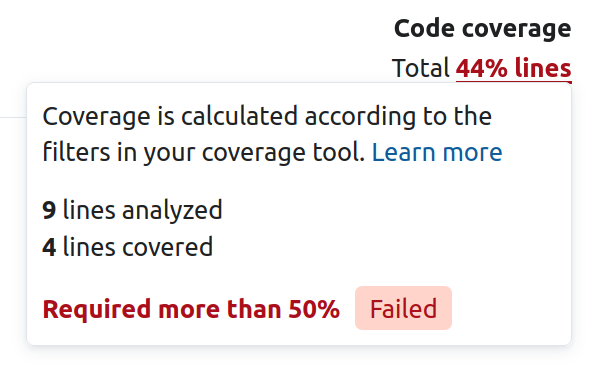 Code coverage
Total 44% lines
Coverage is calculated according to the
filters in your coverage tool. Learn more
9 lines analyzed
4 lines covered
Required more than 50% Failed